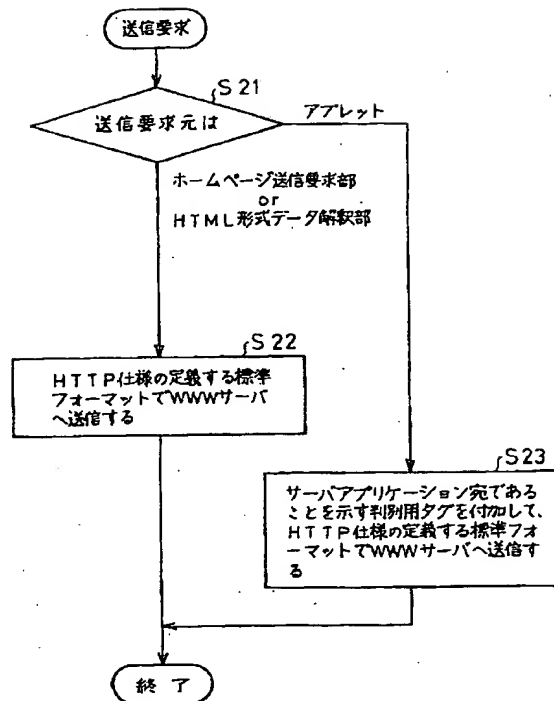 送信要求
S21
送信要求元は
アプレット
ホームページ送信要求部
or
HTML形式データ解釈部
S22
HTTP仕様の定義する標準
フォーマットでWWWサーバ
へ送信する
S23
サーバアプリケーション宛である
ことを示す判別用タグを付加して、
HTTP仕様の定義する標準フォ
ーマットでWWWサーバへ送信す
る
終了